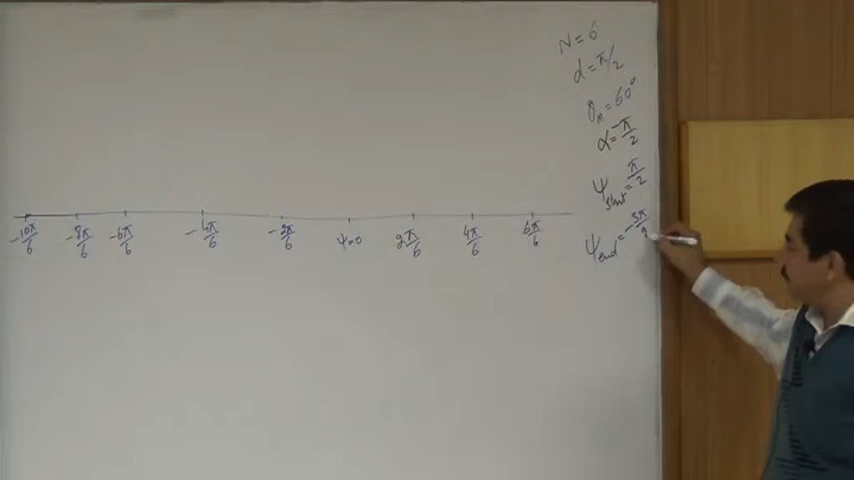 N = 6
d = π/2
θm = 60°
α = -π/2
ψstart = π/2
ψend = -3π/2
-10π/6 -8π/6 -6π/6 -4π/6 -2π/6 ψ=0 2π/6 4π/6 6π/6